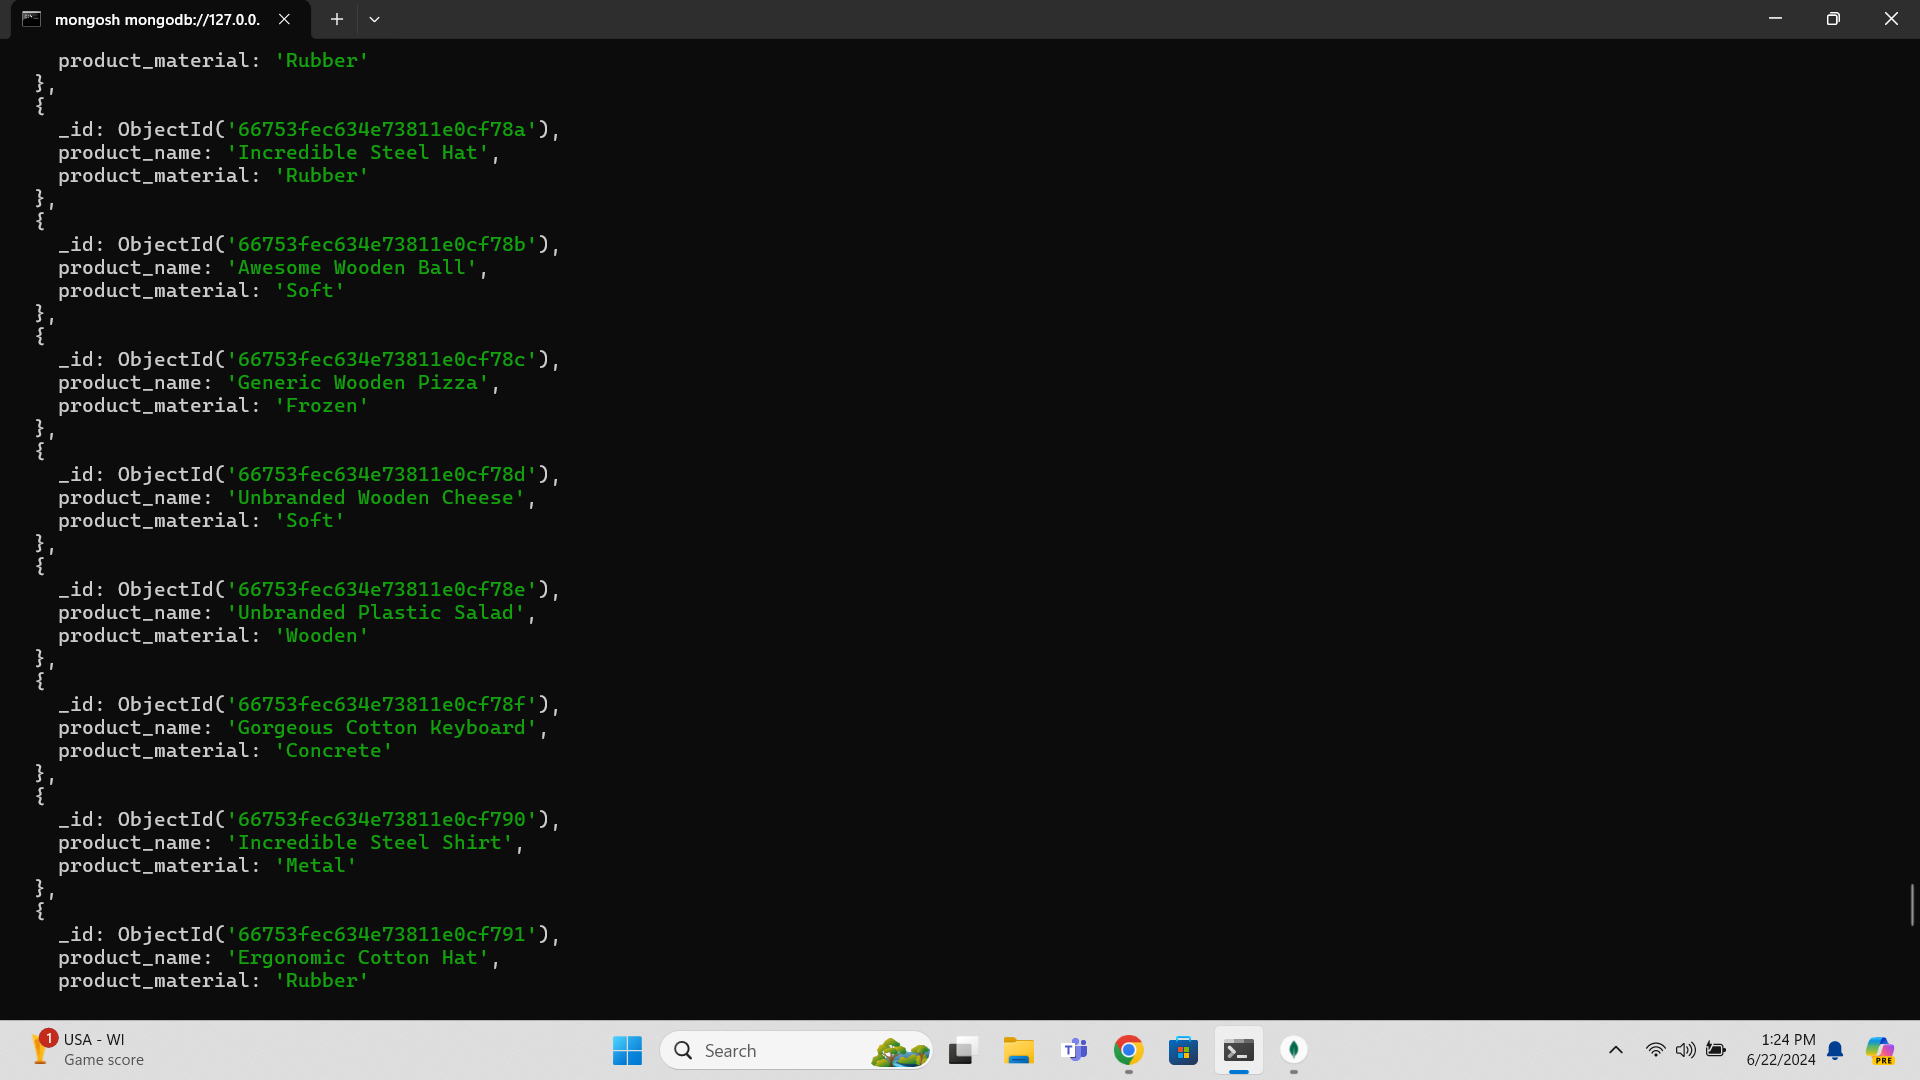 mongosh mongodb://127.0.0.
product_material: 'Rubber'
},
{
_id: ObjectId('66753fec634e73811e0cf78a'),
product_name: 'Incredible Steel Hat',
product_material: 'Rubber'
},
{
_id: ObjectId('66753fec634e73811e0cf78b'),
product_name: 'Awesome Wooden Ball',
product_material: 'Soft'
},
{
_id: ObjectId('66753fec634e73811e0cf78c'),
product_name: 'Generic Wooden Pizza',
product_material: 'Frozen'
},
{
_id: ObjectId('66753fec634e73811e0cf78d'),
product_name: 'Unbranded Wooden Cheese',
product_material: 'Soft'
},
{
_id: ObjectId('66753fec634e73811e0cf78e'),
product_name: 'Unbranded Plastic Salad',
product_material: 'Wooden'
},
{
_id: ObjectId('66753fec634e73811e0cf78f'),
product_name: 'Gorgeous Cotton Keyboard',
product_material: 'Concrete'
},
{
_id: ObjectId('66753fec634e73811e0cf790'),
product_name: 'Incredible Steel Shirt',
product_material: 'Metal'
},
{
_id: ObjectId('66753fec634e73811e0cf791'),
product_name: 'Ergonomic Cotton Hat',
product_material: 'Rubber'
1
USA - WI
Game score
Search
1:24 PM
6/22/2024
PRE